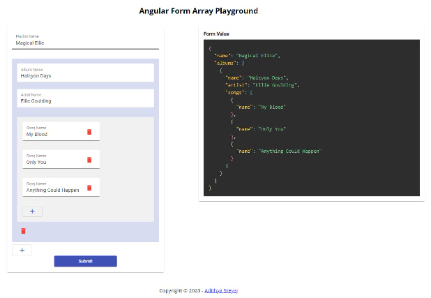 Angular Form Array Playground
Playlist Name
Magical Ellie
Album Name
Halcyon Days
Artist Name
Ellie Goulding
Song Name
My Blood
Song Name
Only You
Song Name
Anything Could Happen
+
+
Submit
Form Value
{
"name": "Magical Ellie",
"albums": [
{
"name": "Halcyon Days",
"artist": "Ellie Goulding",
"songs": [
{
"name": "My Blood"
},
{
"name": "Only You"
},
{
"name": "Anything Could Happen"
}
]
}
]
}
Copyright © 2023 -